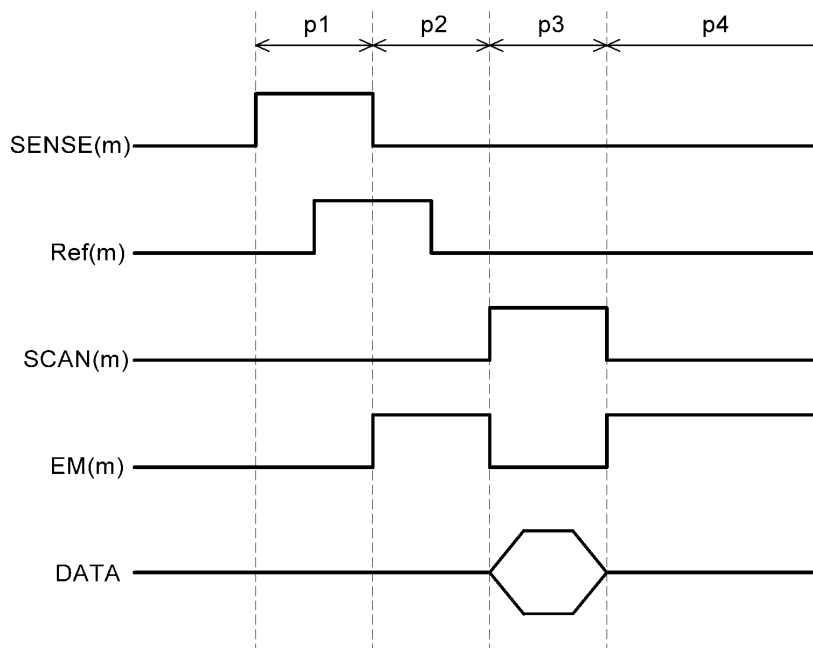 p1 p2 p3 p4
SENSE(m)
Ref(m)
SCAN(m)
EM(m)
DATA